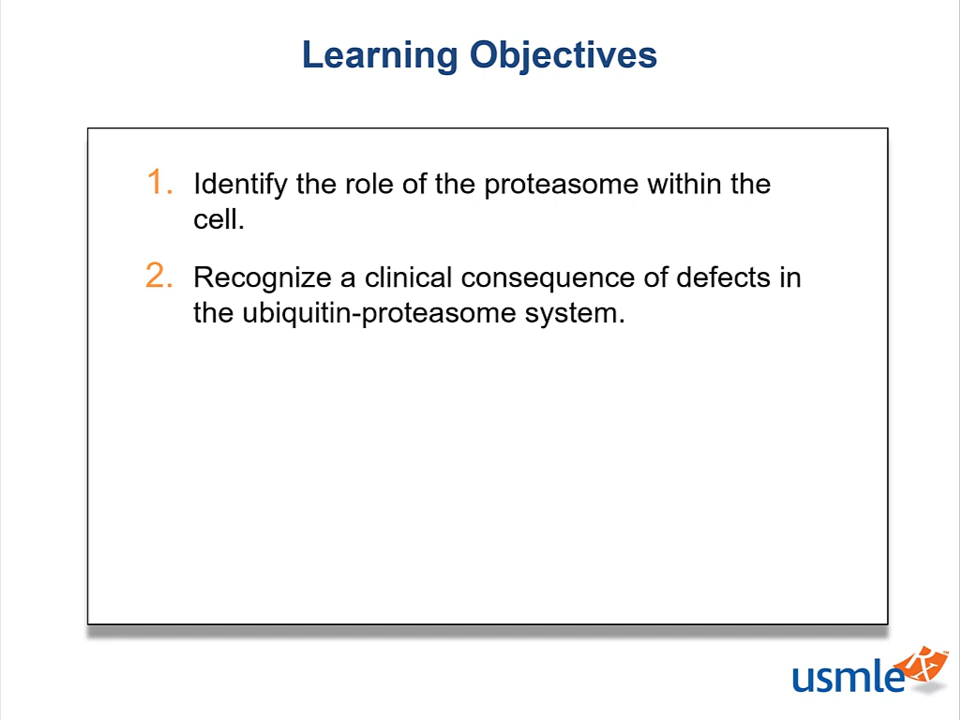 Learning Objectives
1. Identify the role of the proteasome within the
cell.
2. Recognize a clinical consequence of defects in
the ubiquitin-proteasome system.
usmle Rx™